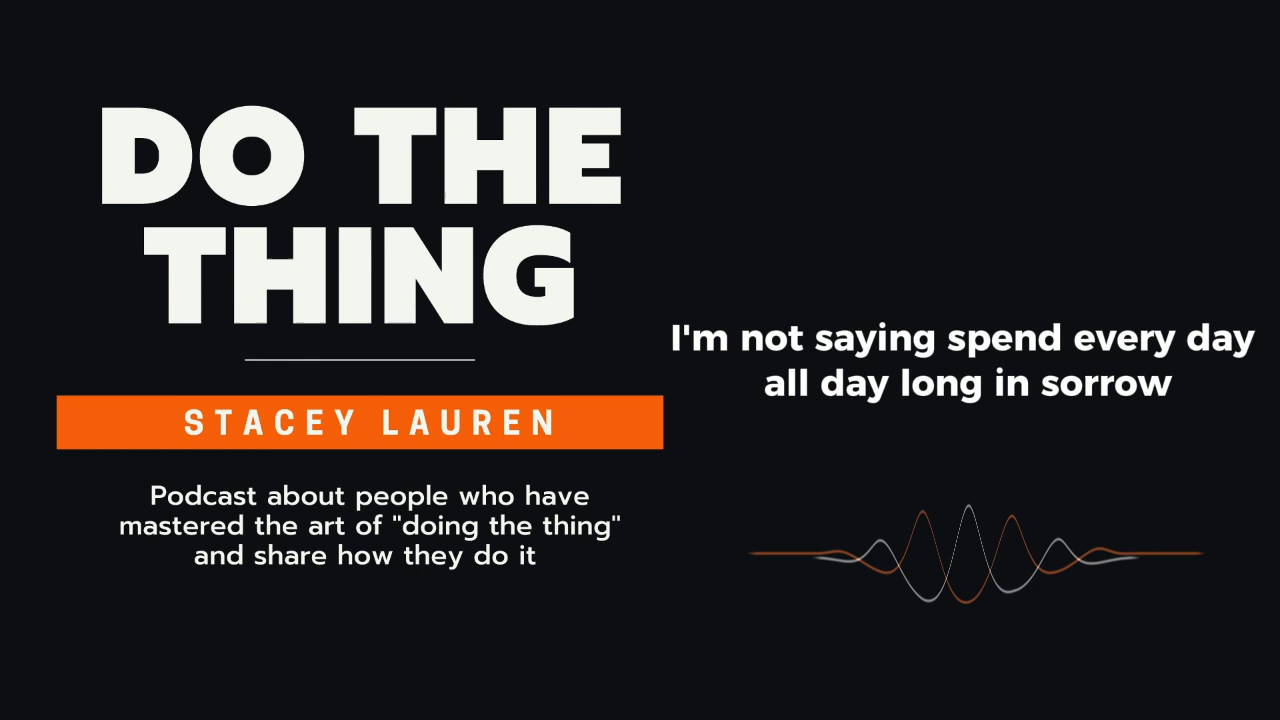 DO THE
THING
STACEY LAUREN
Podcast about people who have
mastered the art of "doing the thing"
and share how they do it
I'm not saying spend every day
all day long in sorrow